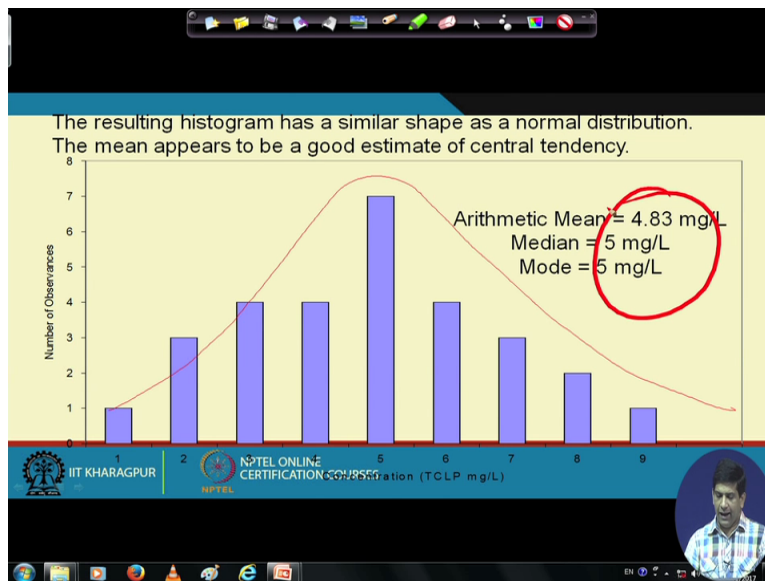 The resulting histogram has a similar shape as a normal distribution.
The mean appears to be a good estimate of central tendency.
8
7
6
5
4
3
2
1
0
Number of Observances
Arithmetic Mean = 4.83 mg/L
Median = 5 mg/L
Mode = 5 mg/L
1 2 3 4 5 6 7 8 9
Concentration (TCLP mg/L)
IIT KHARAGPUR
NPTEL
NPTEL ONLINE
CERTIFICATION COURSES
EN
2017